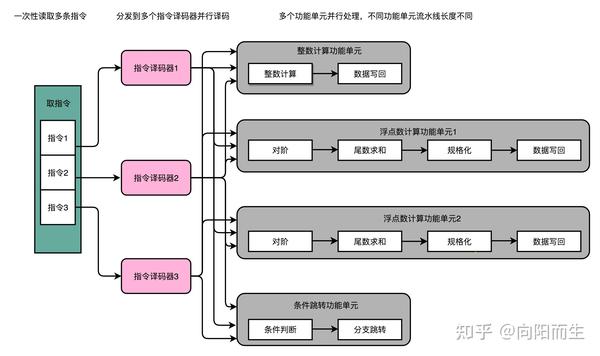 一次性读取多条指令
分发到多个指令译码器并行译码
多个功能单元并行处理，不同功能单元流水线长度不同
取指令
指令1
指令2
指令3
指令译码器1
指令译码器2
指令译码器3
整数计算功能单元
整数计算
数据写回
浮点数计算功能单元1
对阶
尾数求和
规格化
数据写回
浮点数计算功能单元2
对阶
尾数求和
规格化
数据写回
条件跳转功能单元
条件判断
分支跳转
知乎 @向阳而生